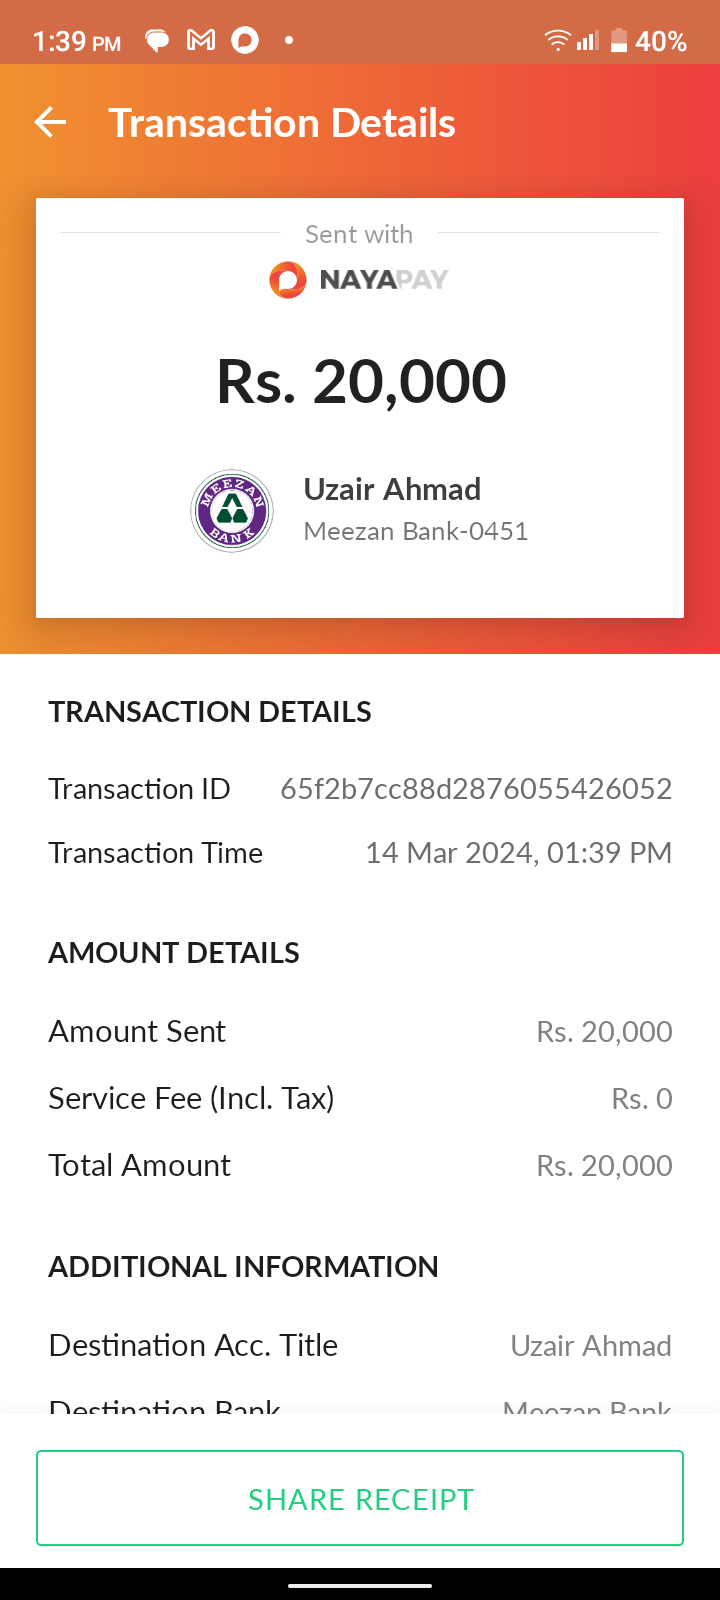 1:39 PM 40%
Transaction Details
Sent with
NAYAPAY
Rs. 20,000
MEEZAN BANK
Uzair Ahmad
Meezan Bank-0451
TRANSACTION DETAILS
Transaction ID 65f2b7cc88d2876055426052
Transaction Time 14 Mar 2024, 01:39 PM
AMOUNT DETAILS
Amount Sent Rs. 20,000
Service Fee (Incl. Tax) Rs. 0
Total Amount Rs. 20,000
ADDITIONAL INFORMATION
Destination Acc. Title Uzair Ahmad
Destination Bank Meezan Bank
SHARE RECEIPT